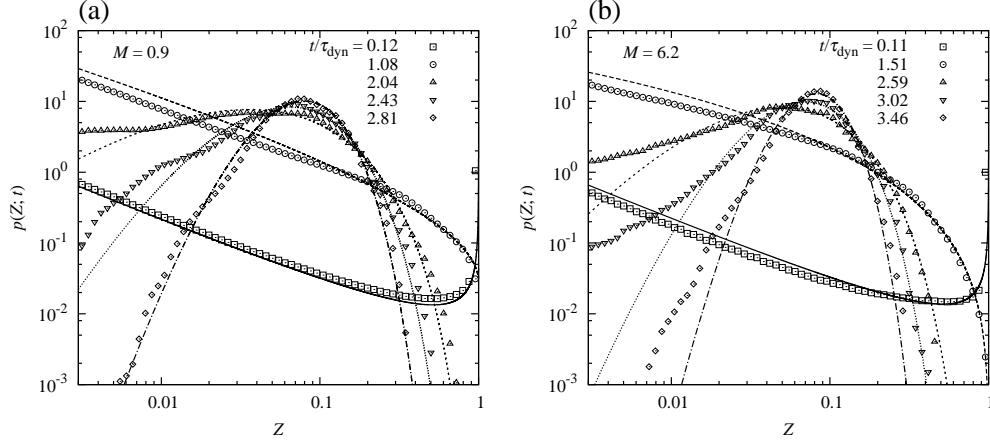 (a)
M = 0.9
t/τdyn = 0.12
1.08
2.04
2.43
2.81
10^2
10^1
10^0
10^-1
10^-2
10^-3
p(Z; t)
0.01
0.1
1
Z
(b)
M = 6.2
t/τdyn = 0.11
1.51
2.59
3.02
3.46
10^2
10^1
10^0
10^-1
10^-2
10^-3
p(Z; t)
0.01
0.1
1
Z